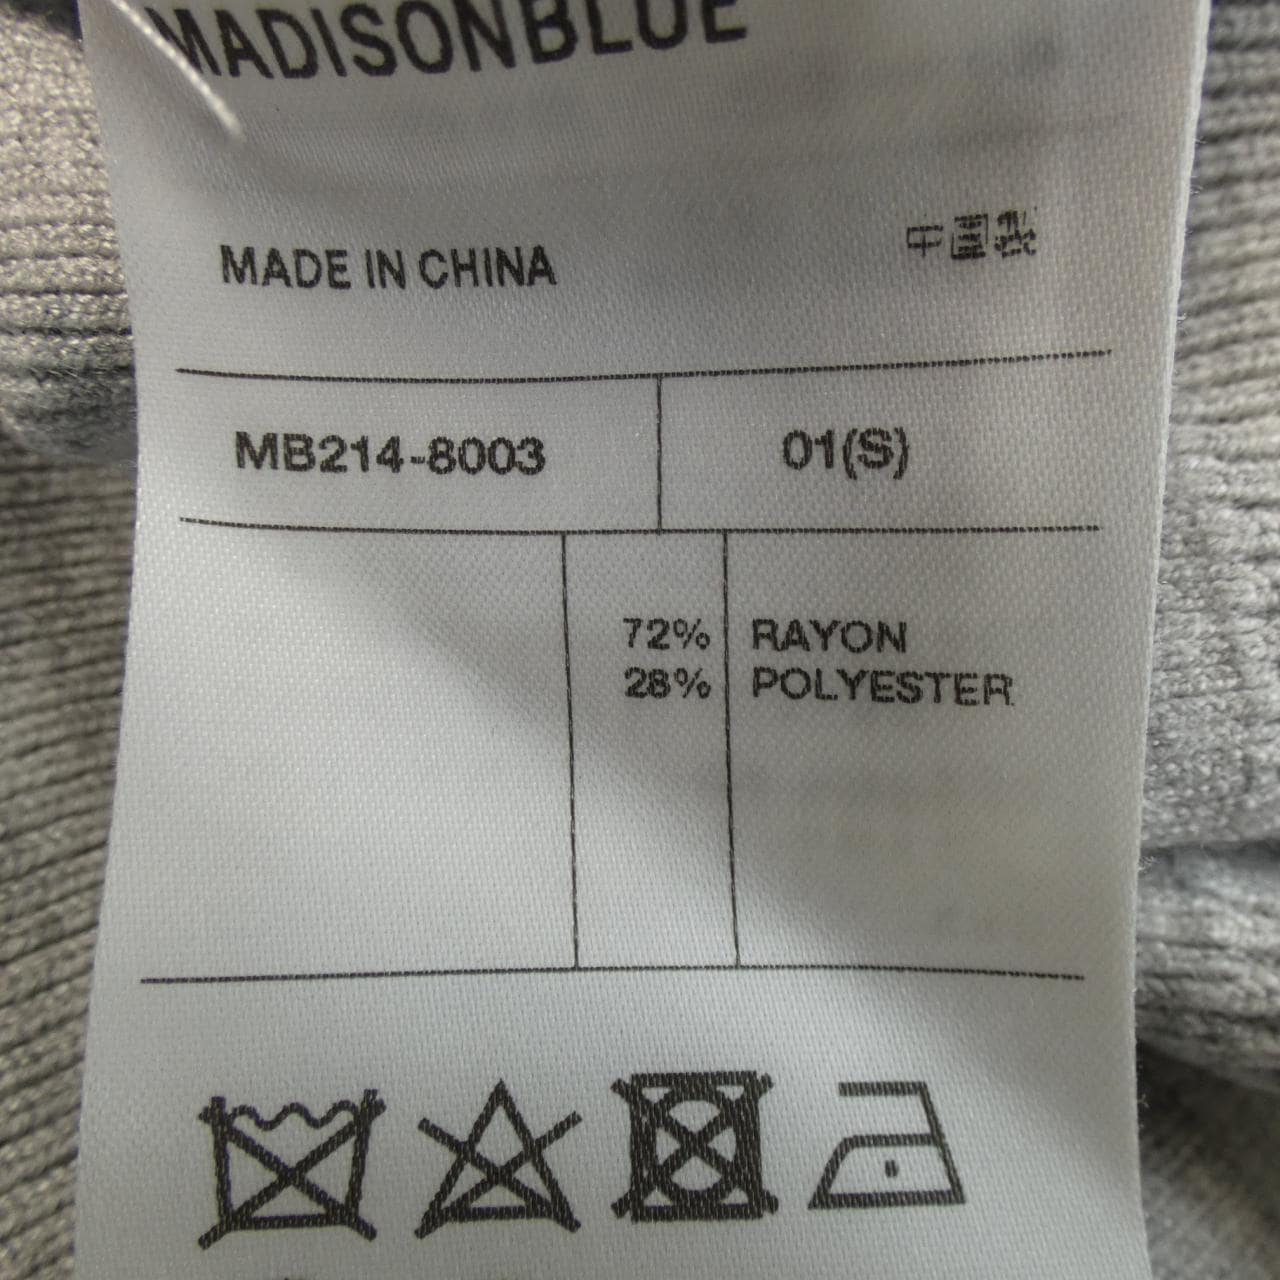 MADISONBLUE
MADE IN CHINA 中国製
MB214-8003 01(S)
72% RAYON
28% POLYESTER